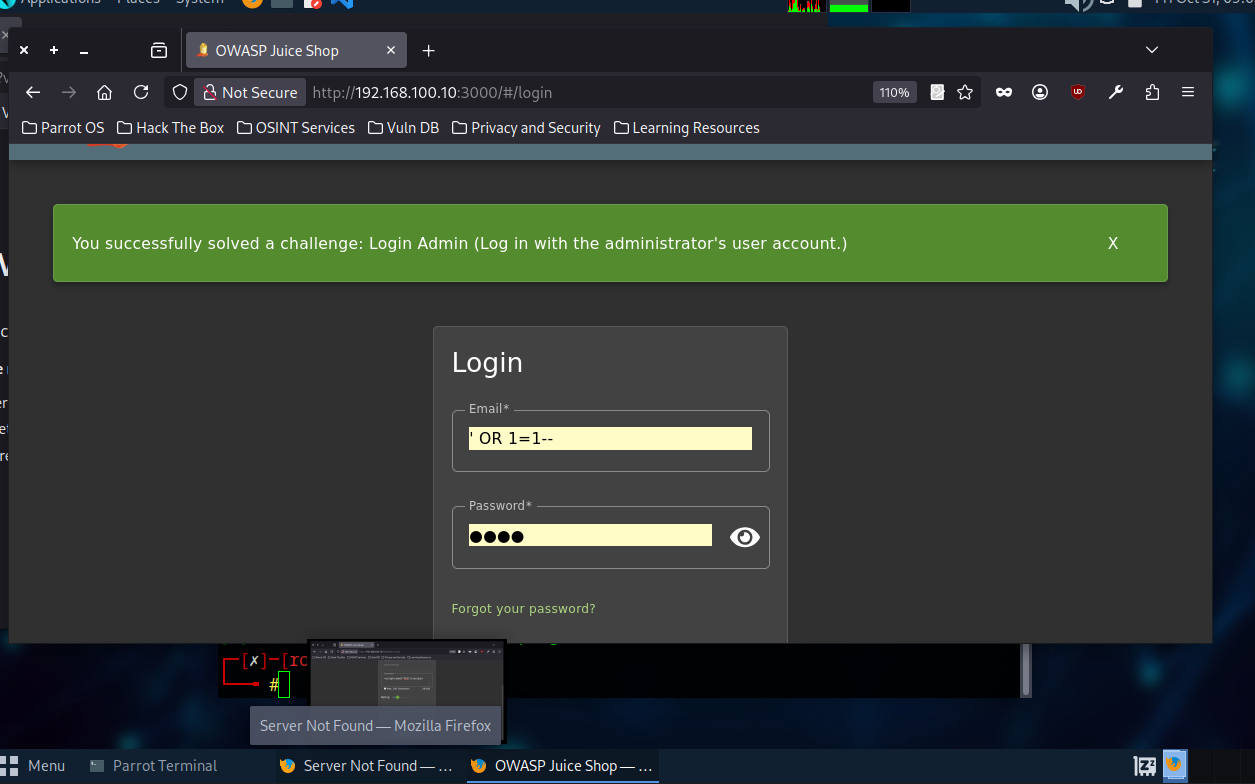 Applications Places System Fri Oct 31,
OWASP Juice Shop
Not Secure http://192.168.100.10:3000/#/login 110%
Parrot OS Hack The Box OSINT Services Vuln DB Privacy and Security Learning Resources
You successfully solved a challenge: Login Admin (Log in with the administrator's user account.) X
Login
Email*
' OR 1=1--
Password*
Forgot your password?
┌─[✗]─[ro
└── #
Server Not Found — Mozilla Firefox
Menu Parrot Terminal Server Not Found — ... OWASP Juice Shop — ...